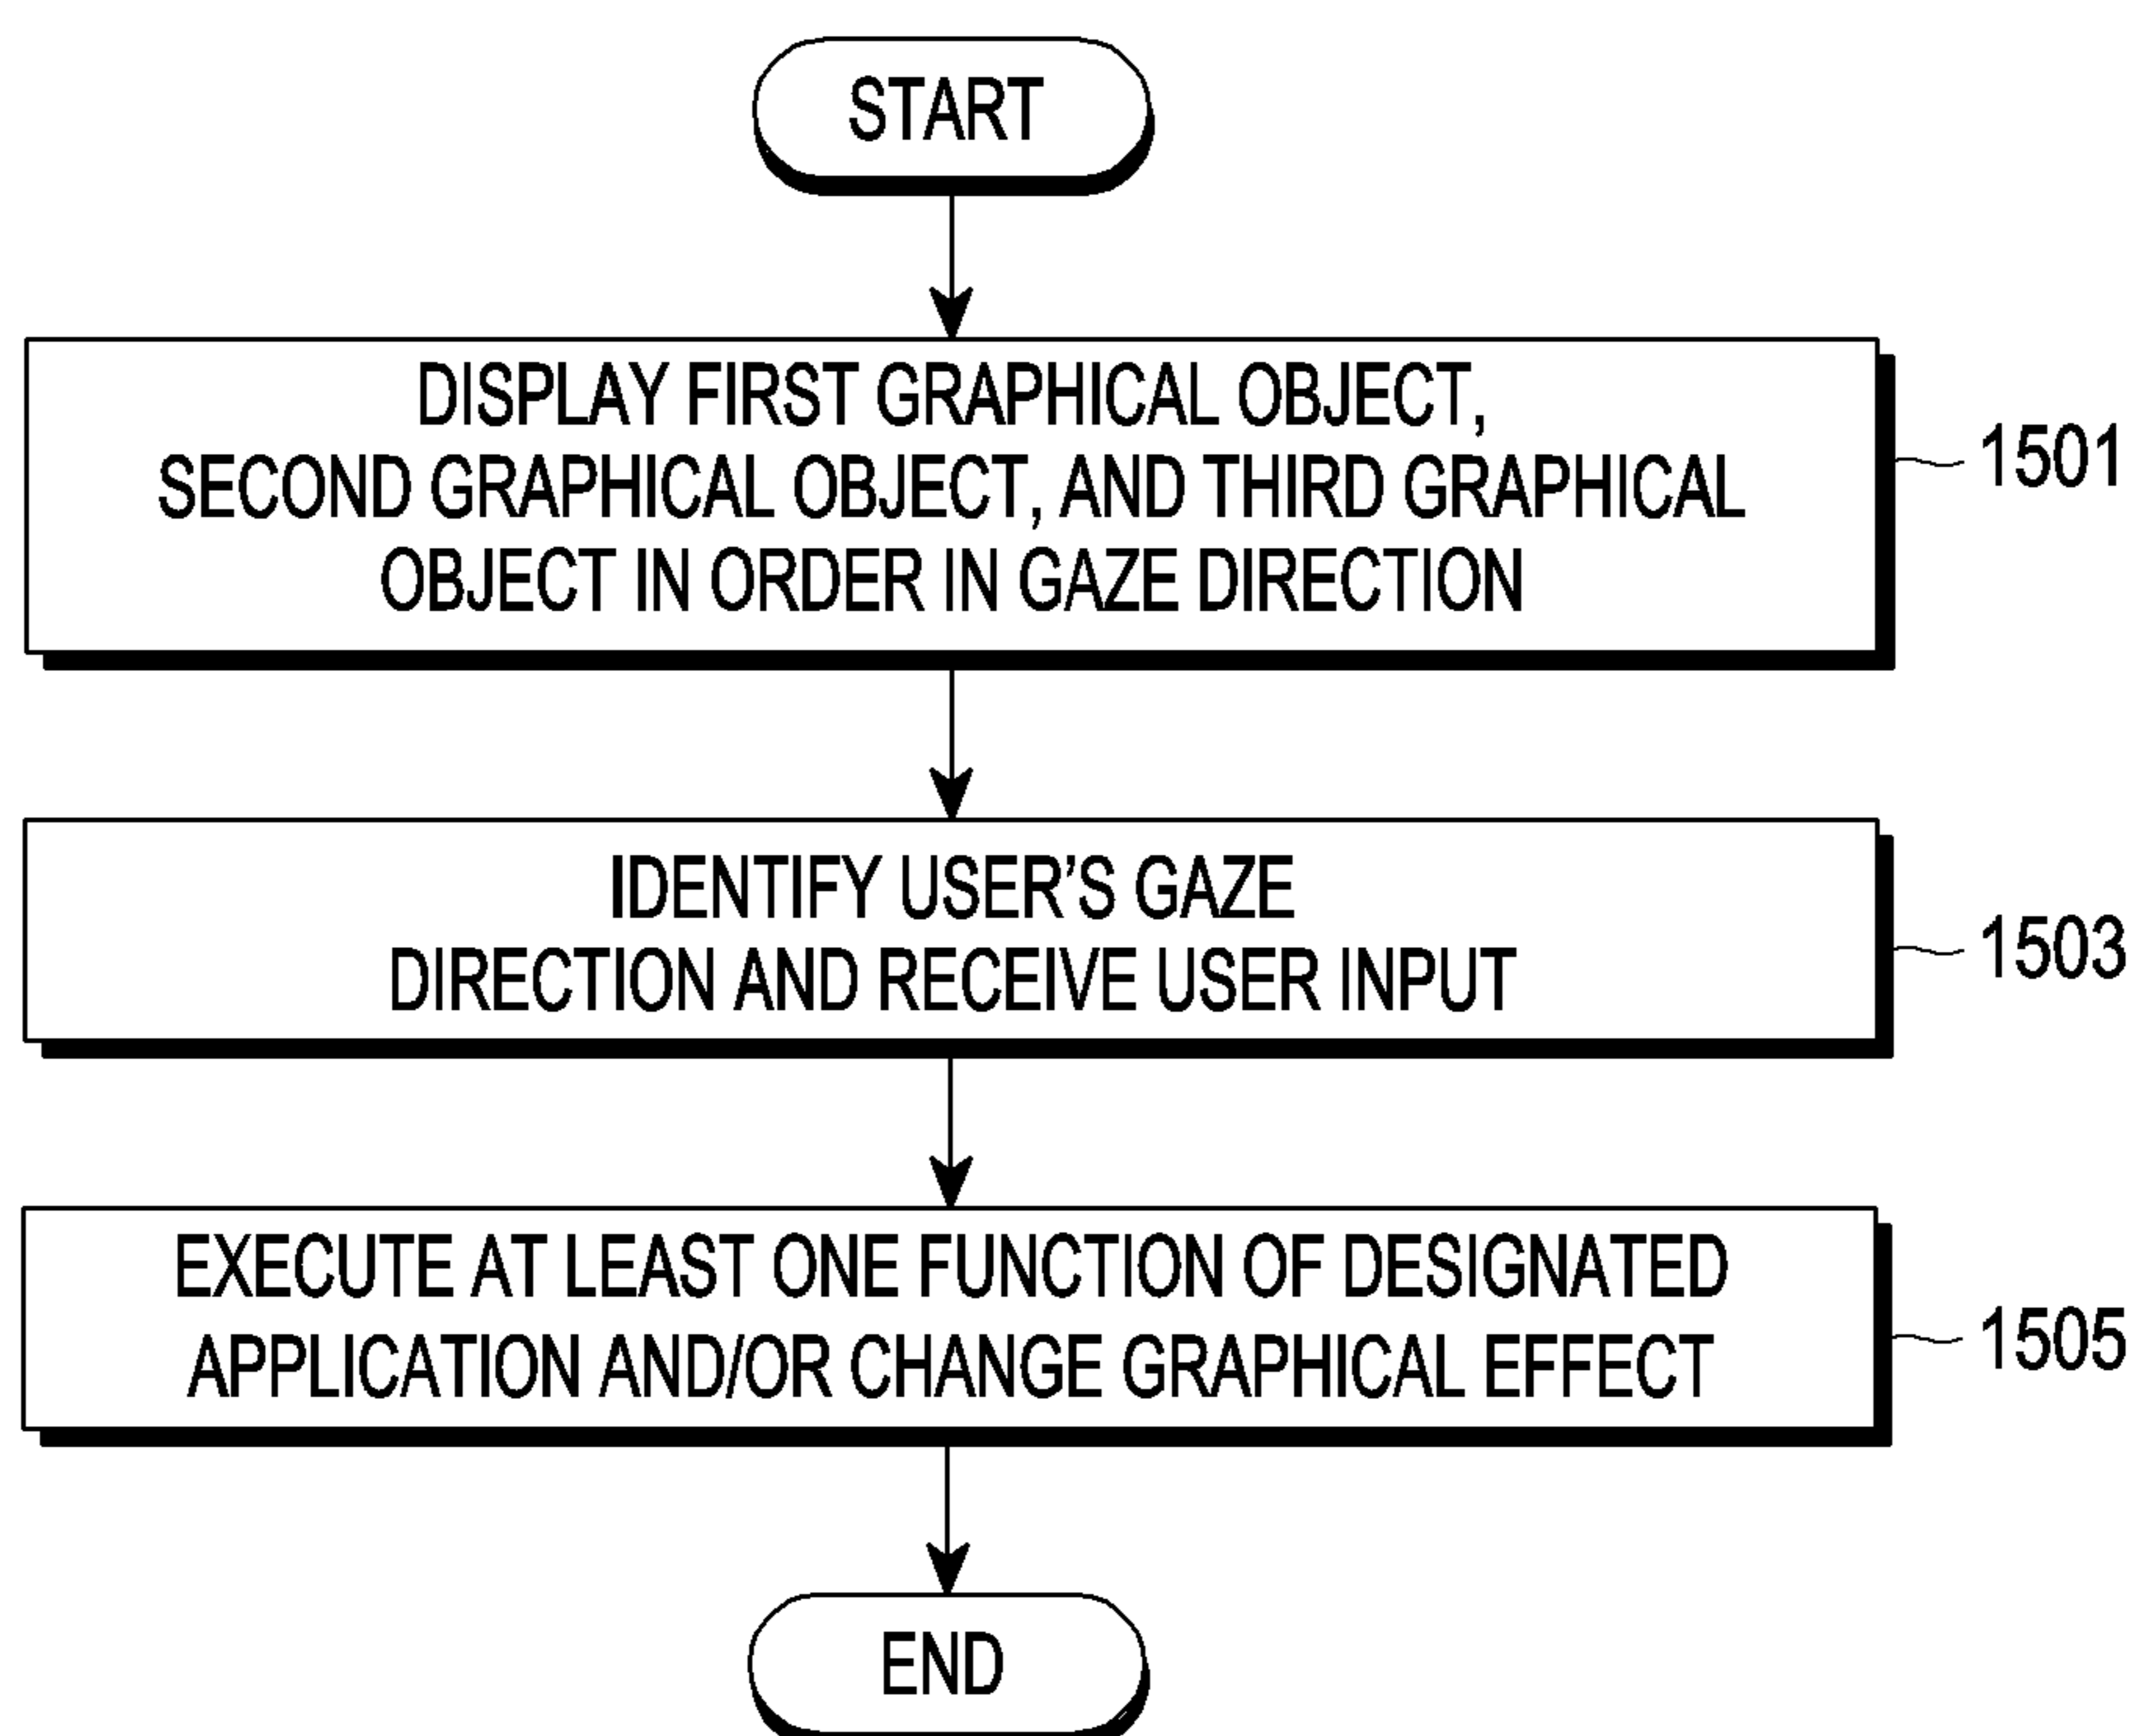 START
DISPLAY FIRST GRAPHICAL OBJECT,
SECOND GRAPHICAL OBJECT, AND THIRD GRAPHICAL
OBJECT IN ORDER IN GAZE DIRECTION
1501
IDENTIFY USER’S GAZE
DIRECTION AND RECEIVE USER INPUT
1503
EXECUTE AT LEAST ONE FUNCTION OF DESIGNATED
APPLICATION AND/OR CHANGE GRAPHICAL EFFECT
1505
END